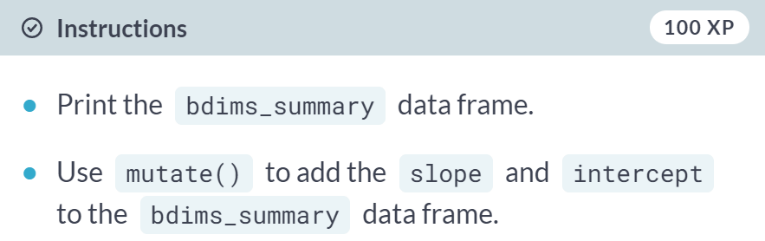 Instructions 100 XP
Print the bdims_summary data frame.
Use mutate() to add the slope and intercept
to the bdims_summary data frame.